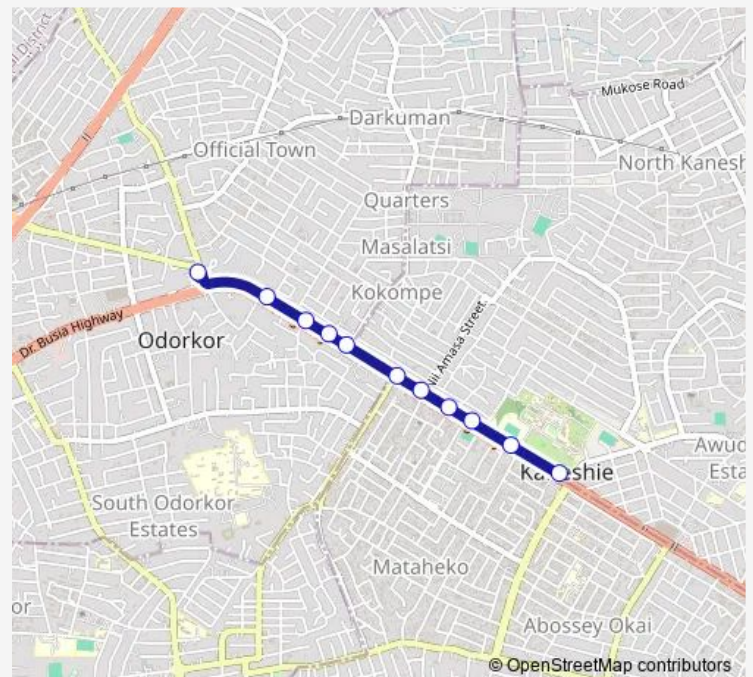 Mukose Road
Darkuman
Official Town
North Kanesh
Quarters
Masalatsi
Kokompe
Nii Amasa Street
Dr. Busia Highway
Odorkor
Awud
Esta
South Odorkor
Estates
Mataheko
or
Abossey Okai
© OpenStreetMap contributors